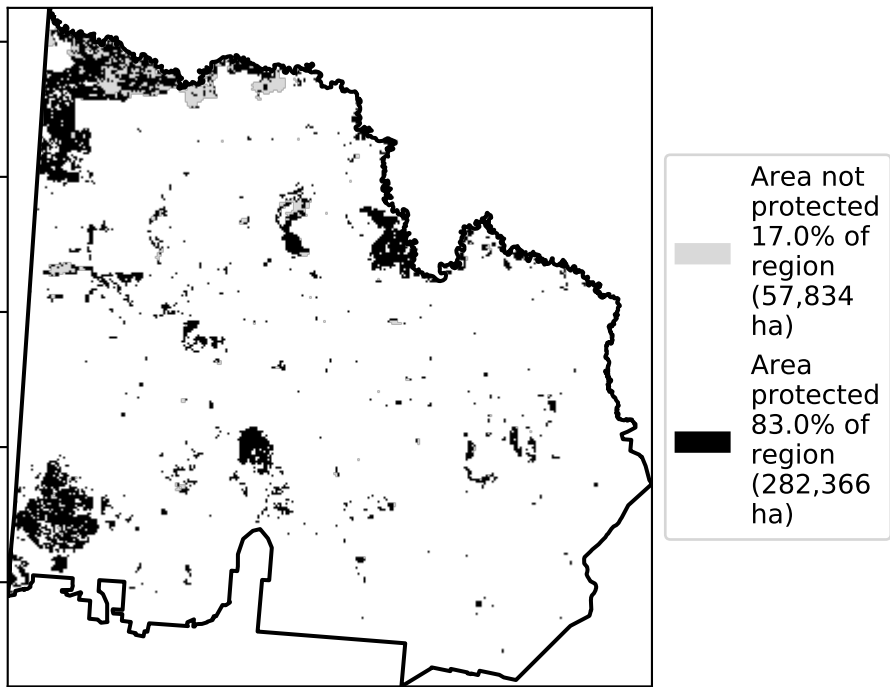 Area not
protected
17.0% of
region
(57,834
ha)
Area
protected
83.0% of
region
(282,366
ha)